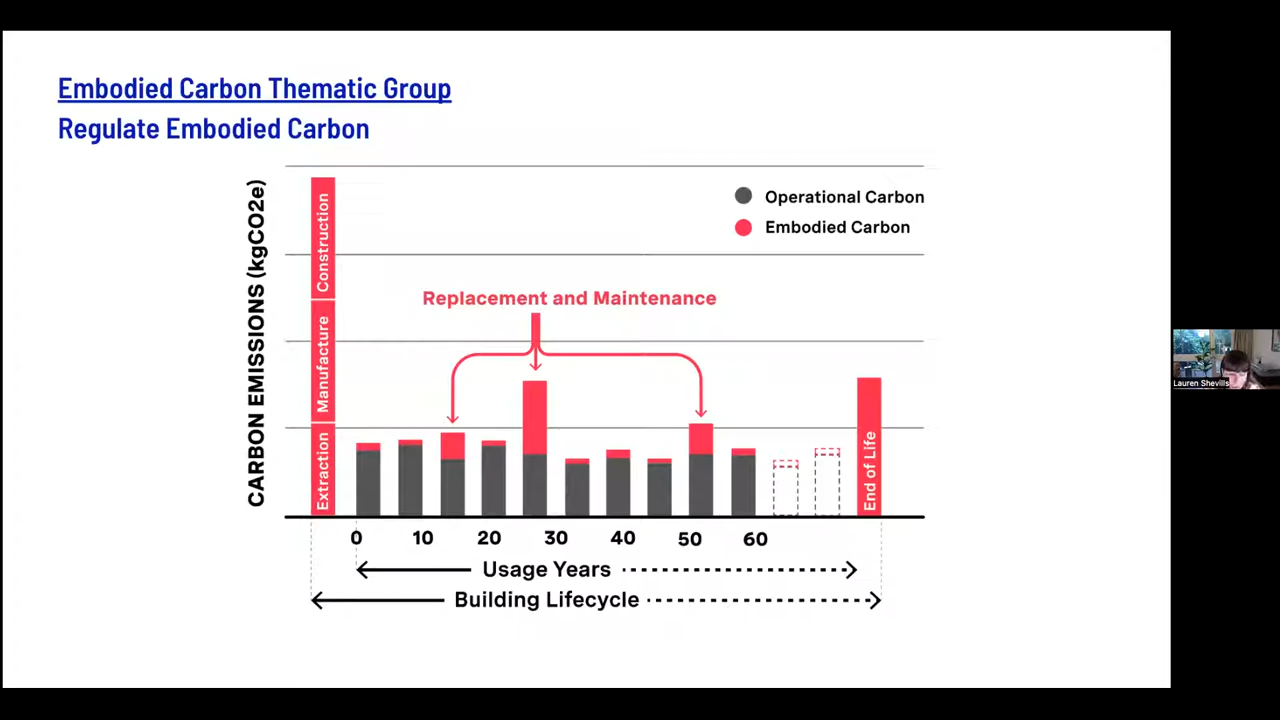 Embodied Carbon Thematic Group
Regulate Embodied Carbon
CARBON EMISSIONS (kgCO2e)
Operational Carbon
Embodied Carbon
Replacement and Maintenance
Construction
Manufacture
Extraction
End of Life
0 10 20 30 40 50 60
Usage Years
Building Lifecycle
Lauren Shevills